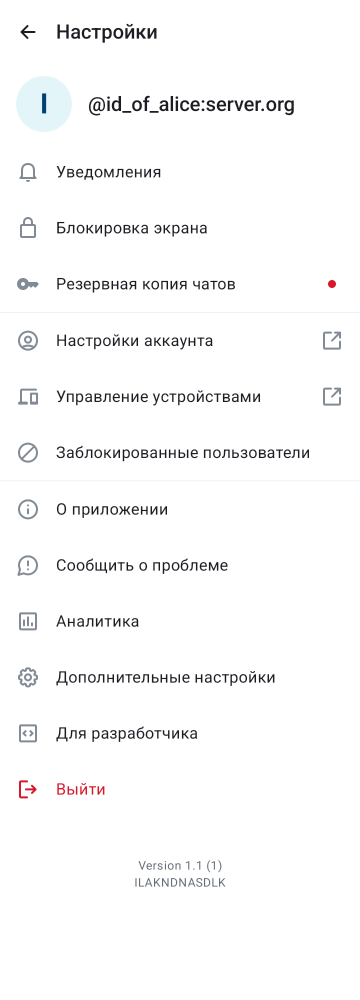 Настройки
I
@id_of_alice:server.org
Уведомления
Блокировка экрана
Резервная копия чатов
Настройки аккаунта
Управление устройствами
Заблокированные пользователи
О приложении
Сообщить о проблеме
Аналитика
Дополнительные настройки
Для разработчика
Выйти
Version 1.1 (1)
ILAKNDNASDLK